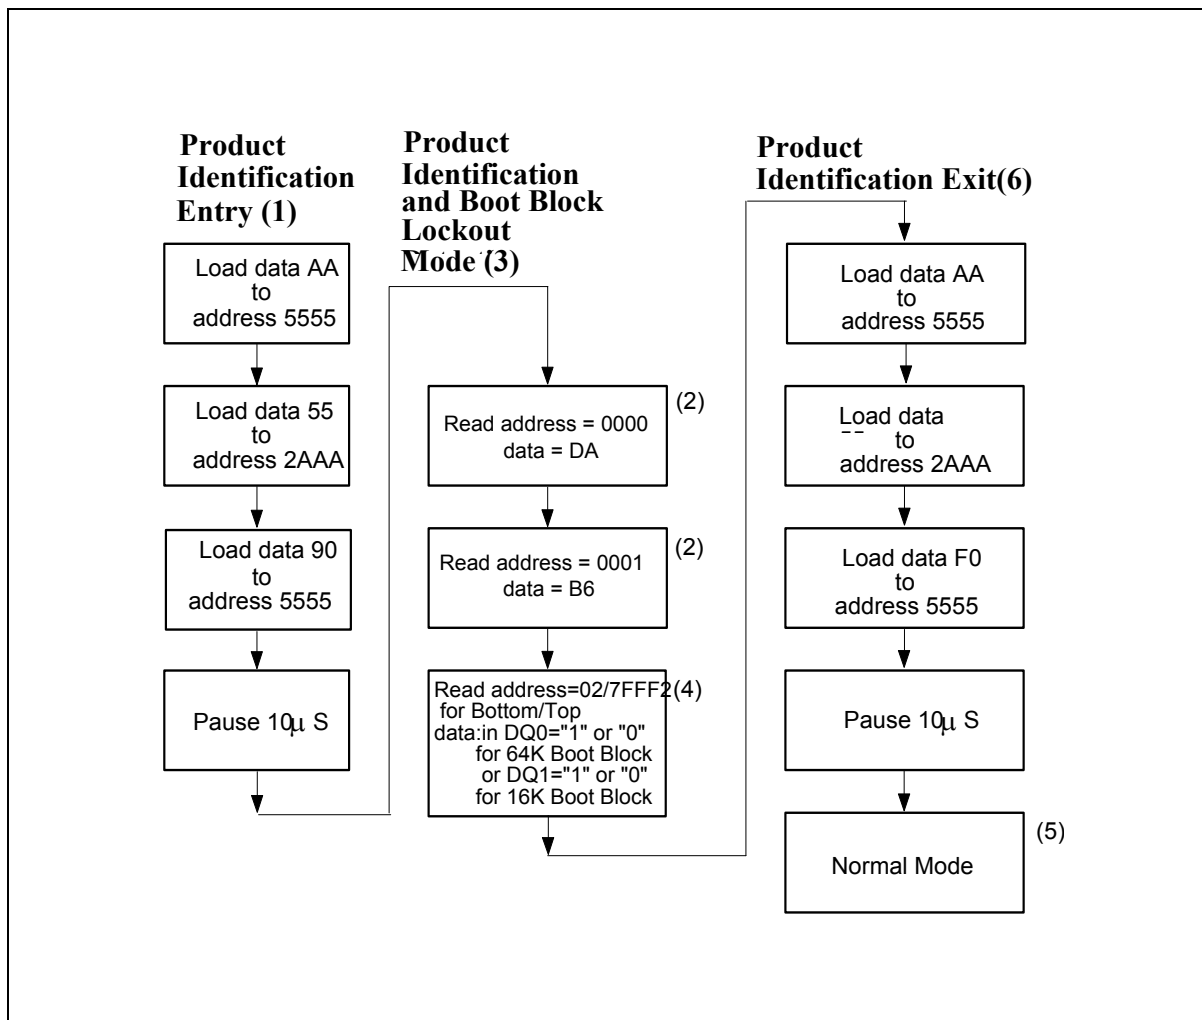 Product
Identification
Entry (1)
Load data AA
to
address 5555
Load data 55
to
address 2AAA
Load data 90
to
address 5555
Pause 10μ S
Product
Identification
and Boot Block
Lockout
Mode (3)
Read address = 0000
data = DA
(2)
Read address = 0001
data = B6
(2)
Read address=02/7FFF2
for Bottom/Top
data:in DQ0="1" or "0"
for 64K Boot Block
or DQ1="1" or "0"
for 16K Boot Block
(4)
Product
Identification Exit(6)
Load data AA
to
address 5555
Load data
to
address 2AAA
Load data F0
to
address 5555
Pause 10μ S
Normal Mode
(5)